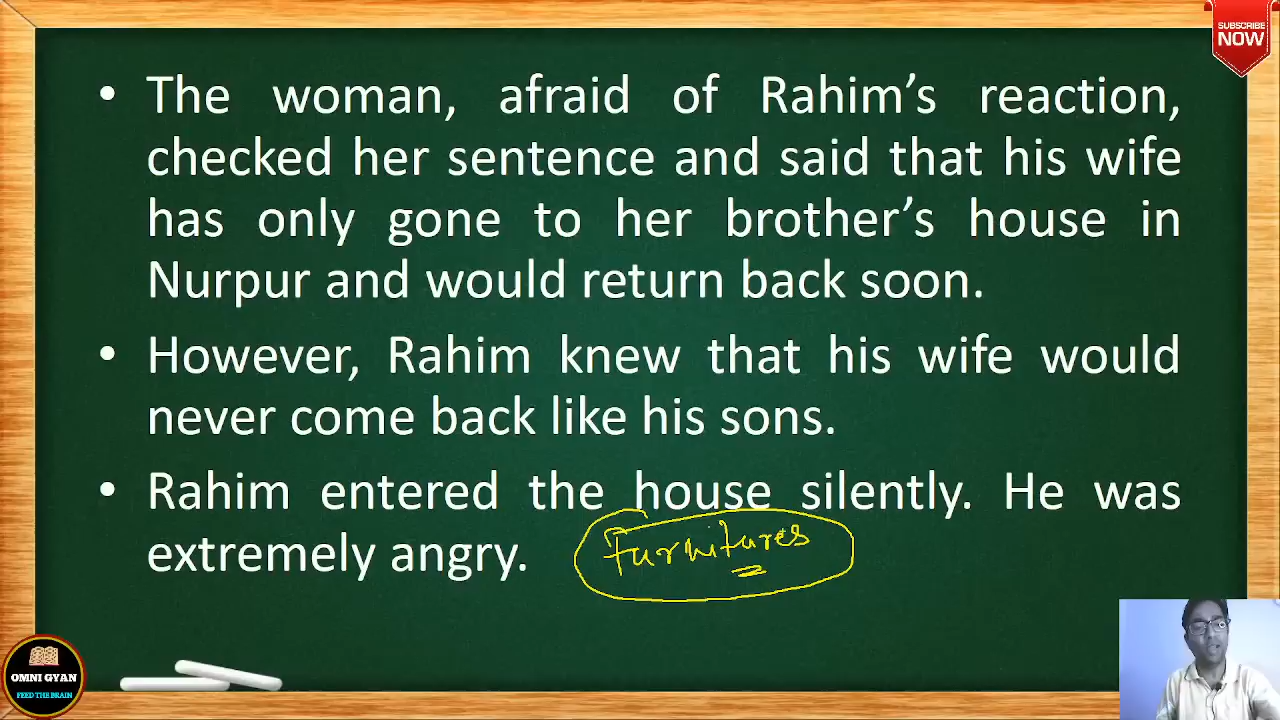 SUBSCRIBE
NOW
• The woman, afraid of Rahim’s reaction,
checked her sentence and said that his wife
has only gone to her brother’s house in
Nurpur and would return back soon.
• However, Rahim knew that his wife would
never come back like his sons.
• Rahim entered the house silently. He was
extremely angry.
Furnitures
OMNI GYAN
FEED THE BRAIN